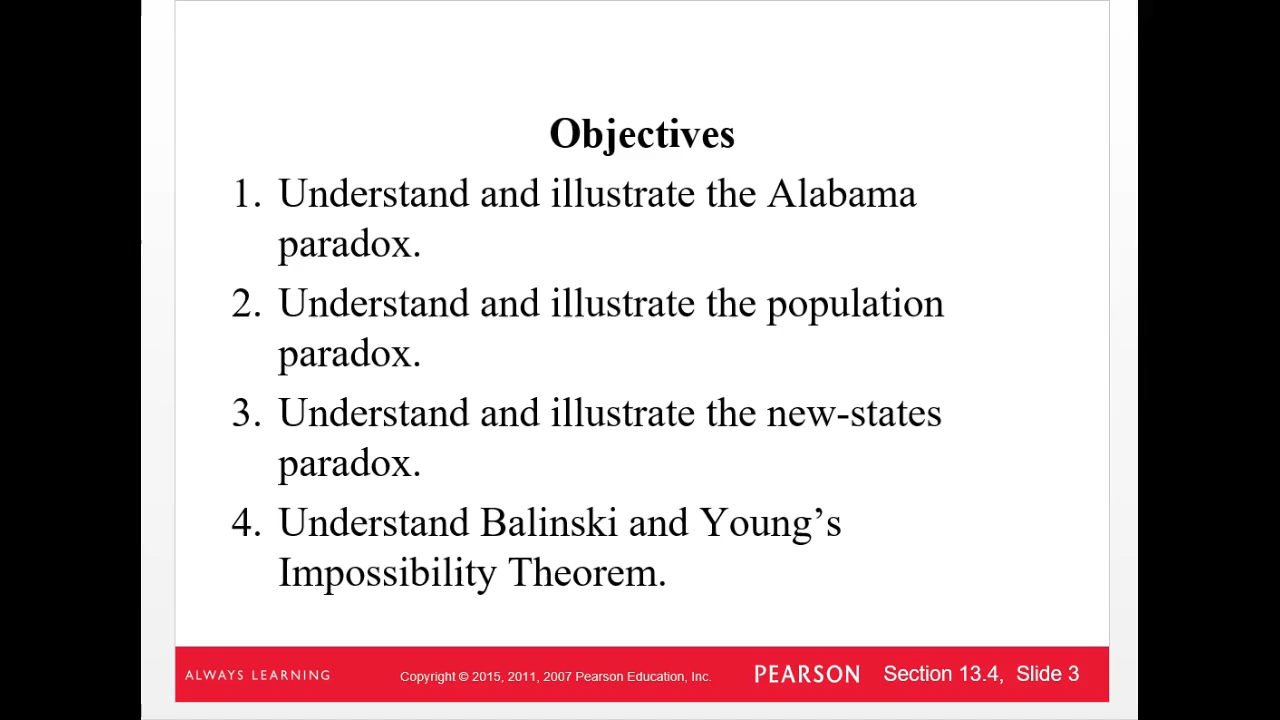 Objectives
1. Understand and illustrate the Alabama
paradox.
2. Understand and illustrate the population
paradox.
3. Understand and illustrate the new-states
paradox.
4. Understand Balinski and Young’s
Impossibility Theorem.
ALWAYS LEARNING
Copyright © 2015, 2011, 2007 Pearson Education, Inc.
PEARSON
Section 13.4, Slide 3